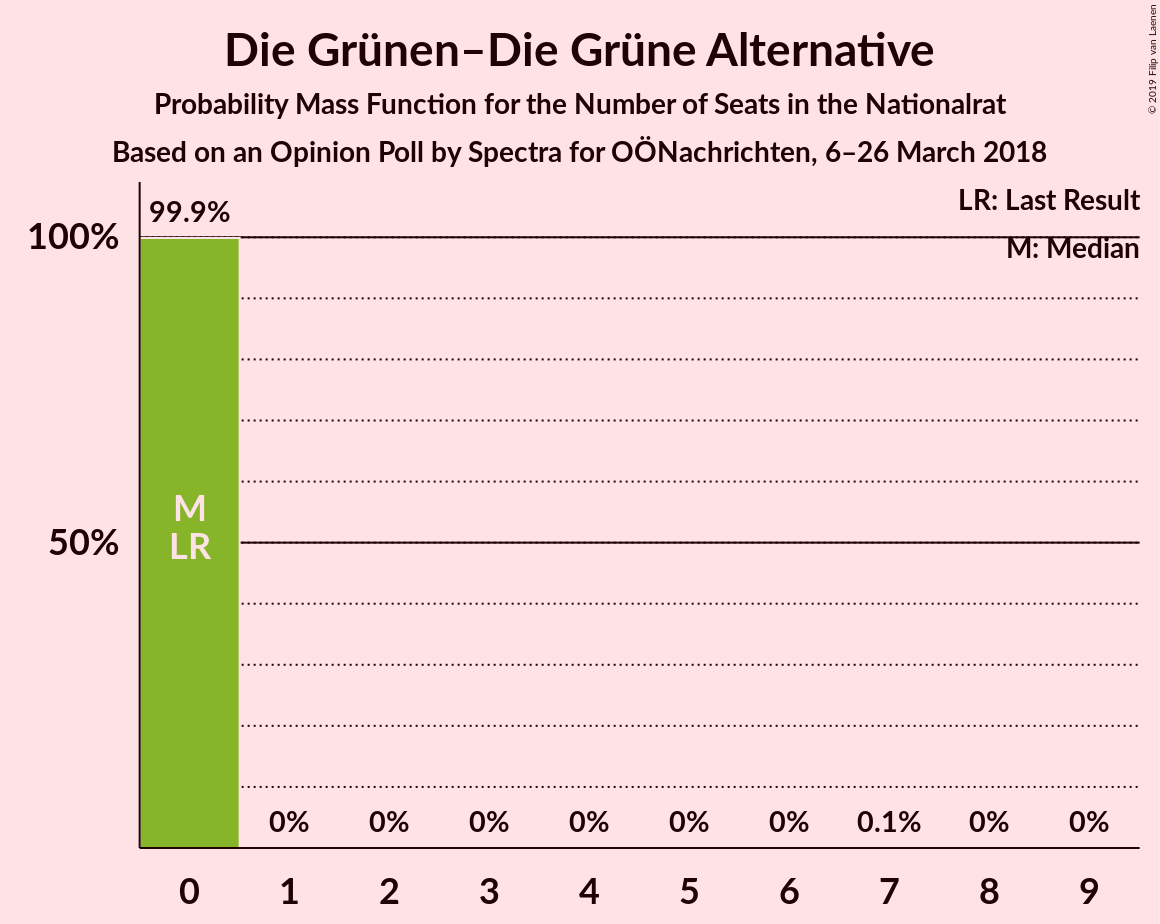 Die Grünen–Die Grüne Alternative
Probability Mass Function for the Number of Seats in the Nationalrat
Based on an Opinion Poll by Spectra for OÖNachrichten, 6–26 March 2018
© 2019 Filip van Laenen
LR: Last Result
M: Median
99.9%
100%
50%
M
LR
0% 0% 0% 0% 0% 0% 0.1% 0% 0%
0 1 2 3 4 5 6 7 8 9